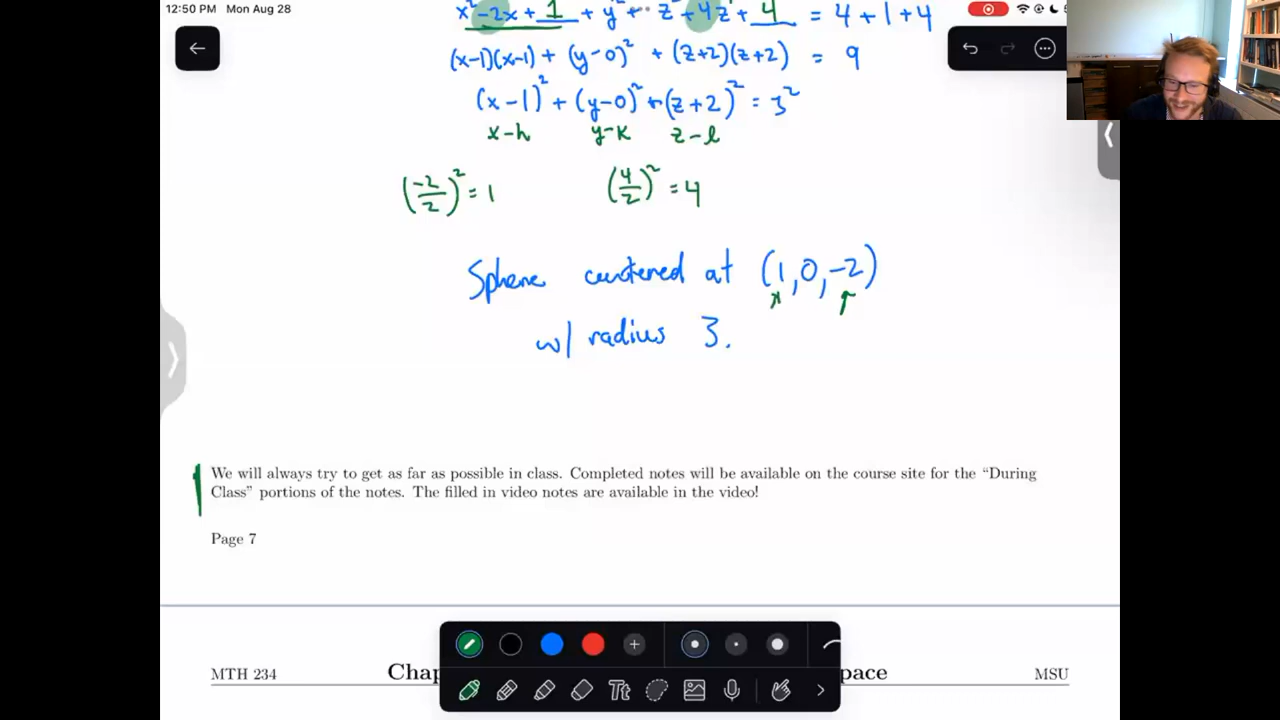 12:50 PM Mon Aug 28
x² -2x + 1 + y² + z² + 4z + 4 = 4+1+4
(x-1)(x-1) + (y-0)² + (z+2)(z+2) = 9
(x-1)² + (y-0)² + (z+2)² = 3²
x-h y-k z-l
(-2/2)² = 1 (4/2)² = 4
Sphere centered at (1,0,-2)
w/ radius 3.
We will always try to get as far as possible in class. Completed notes will be available on the course site for the “During
Class” portions of the notes. The filled in video notes are available in the video!
Page 7
MTH 234 Chap pace MSU
Tt